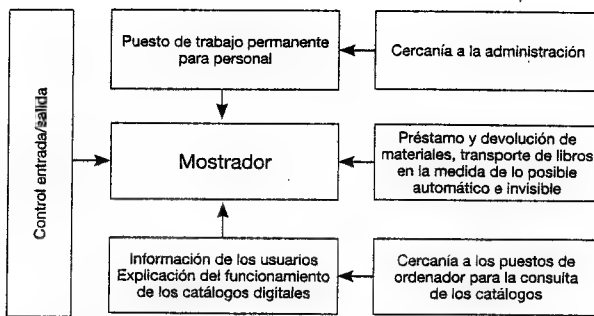 Control entrada/salida
Puesto de trabajo permanente
para personal
Cercanía a la administración
Mostrador
Préstamo y devolución de
materiales, transporte de libros
en la medida de lo posible
automático e invisible
Información de los usuarios
Explicación del funcionamiento
de los catálogos digitales
Cercanía a los puestos de
ordenador para la consulta
de los catálogos